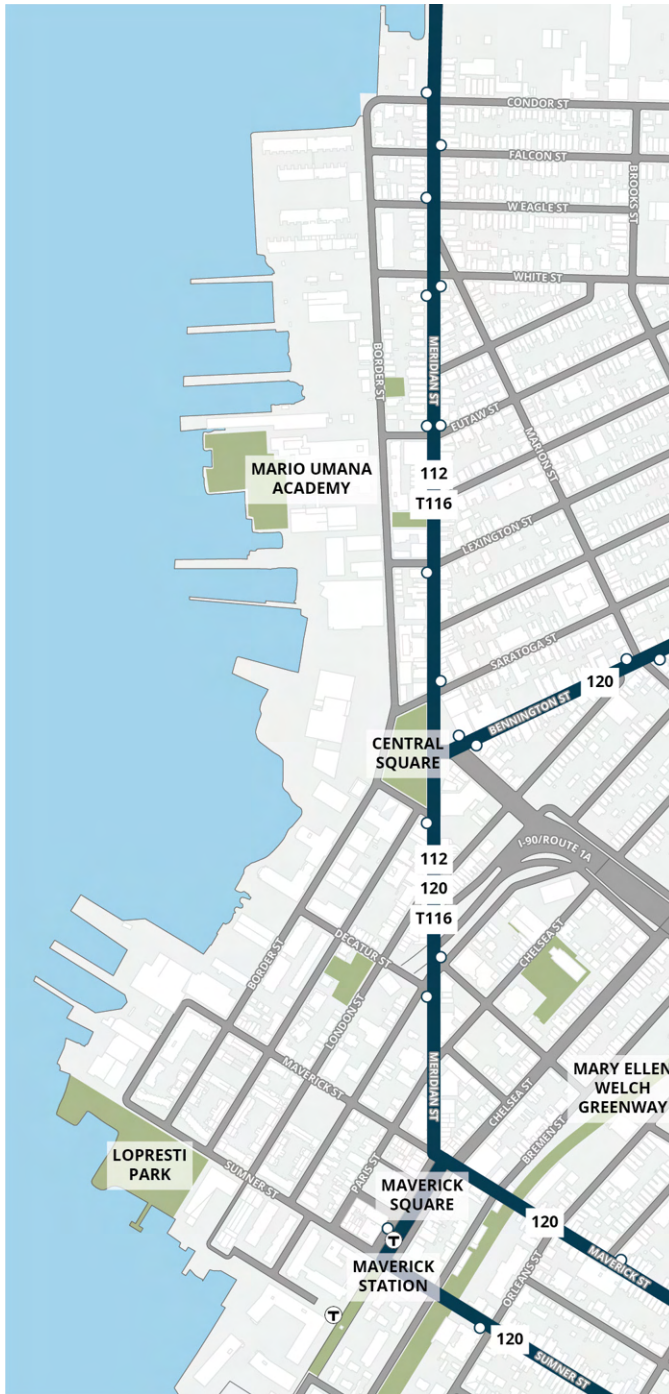 CONDOR ST
FALCON ST
BROOKS ST
W EAGLE ST
WHITE ST
MERIDIAN ST
BORDER ST
EUTAW ST
MARION ST
MARIO UMANA
ACADEMY
112
T116
LEXINGTON ST
SARATOGA ST
120
BENNINGTON ST
CENTRAL
SQUARE
I-90/ROUTE 1A
112
120
T116
CHELSEA ST
DECATUR ST
BORDER ST
LONDON ST
MAVERICK ST
MERIDIAN ST
MARY ELLEN
WELCH
GREENWAY
CHELSEA ST
BREMEN ST
LOPRESTI
PARK
PARIS ST
SUMNER ST
MAVERICK
SQUARE
120
T
MAVERICK ST
ORLEANS ST
MAVERICK
STATION
T
120
SUMNER ST